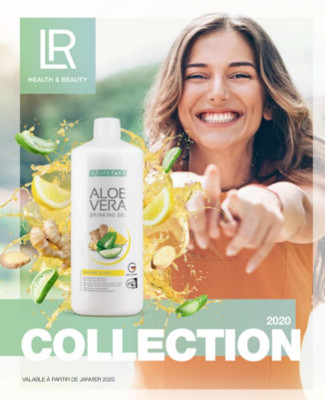 LR
HEALTH & BEAUTY
ALOE
VERA
DRINKING GEL
2020
COLLECTION
VALABLE À PARTIR DE JANVIER 2020